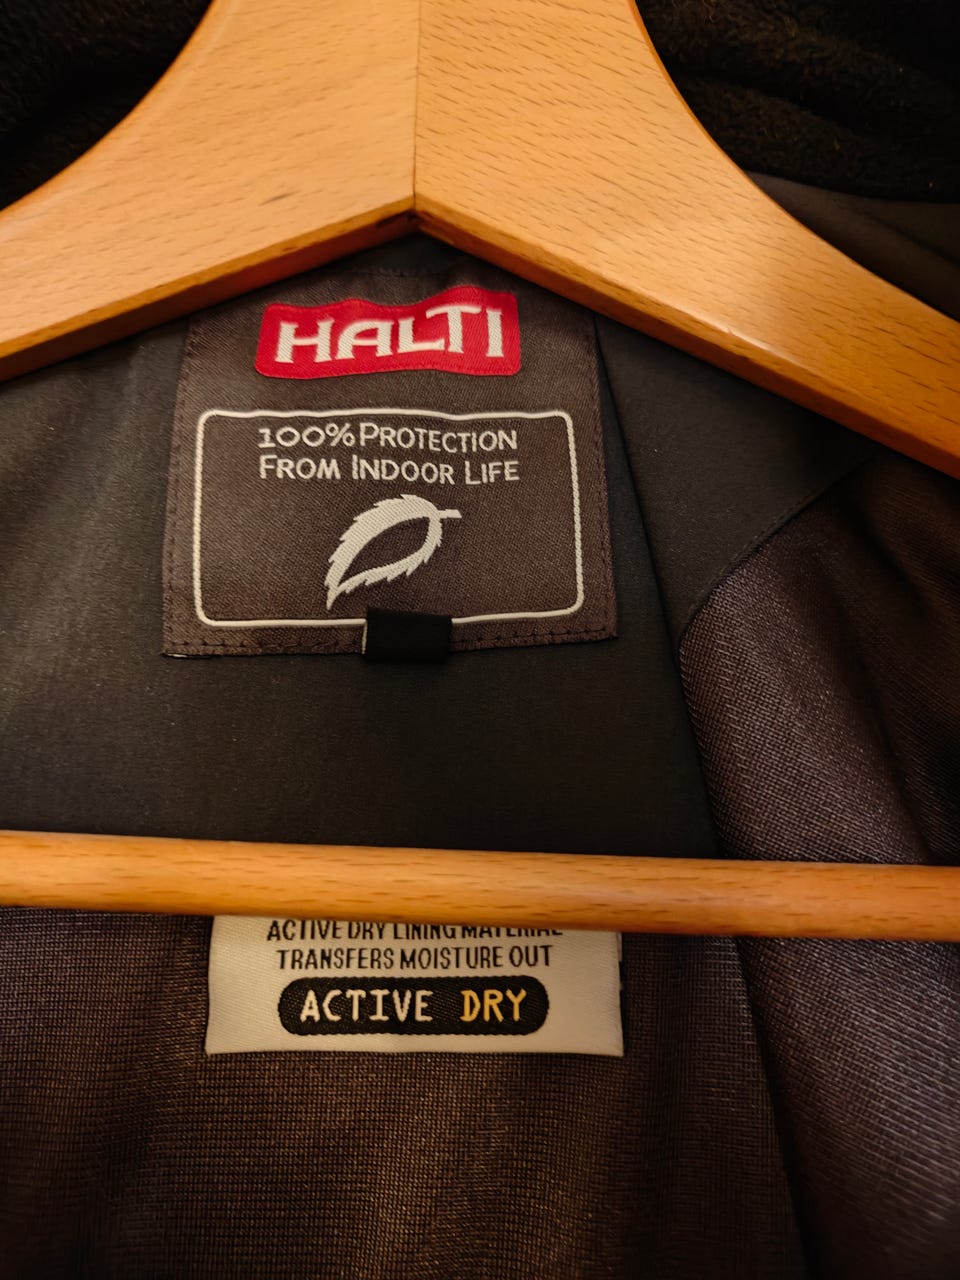 HALTI
100% PROTECTION
FROM INDOOR LIFE
ACTIVE DRY LINING MATERIAL
TRANSFERS MOISTURE OUT
ACTIVE DRY